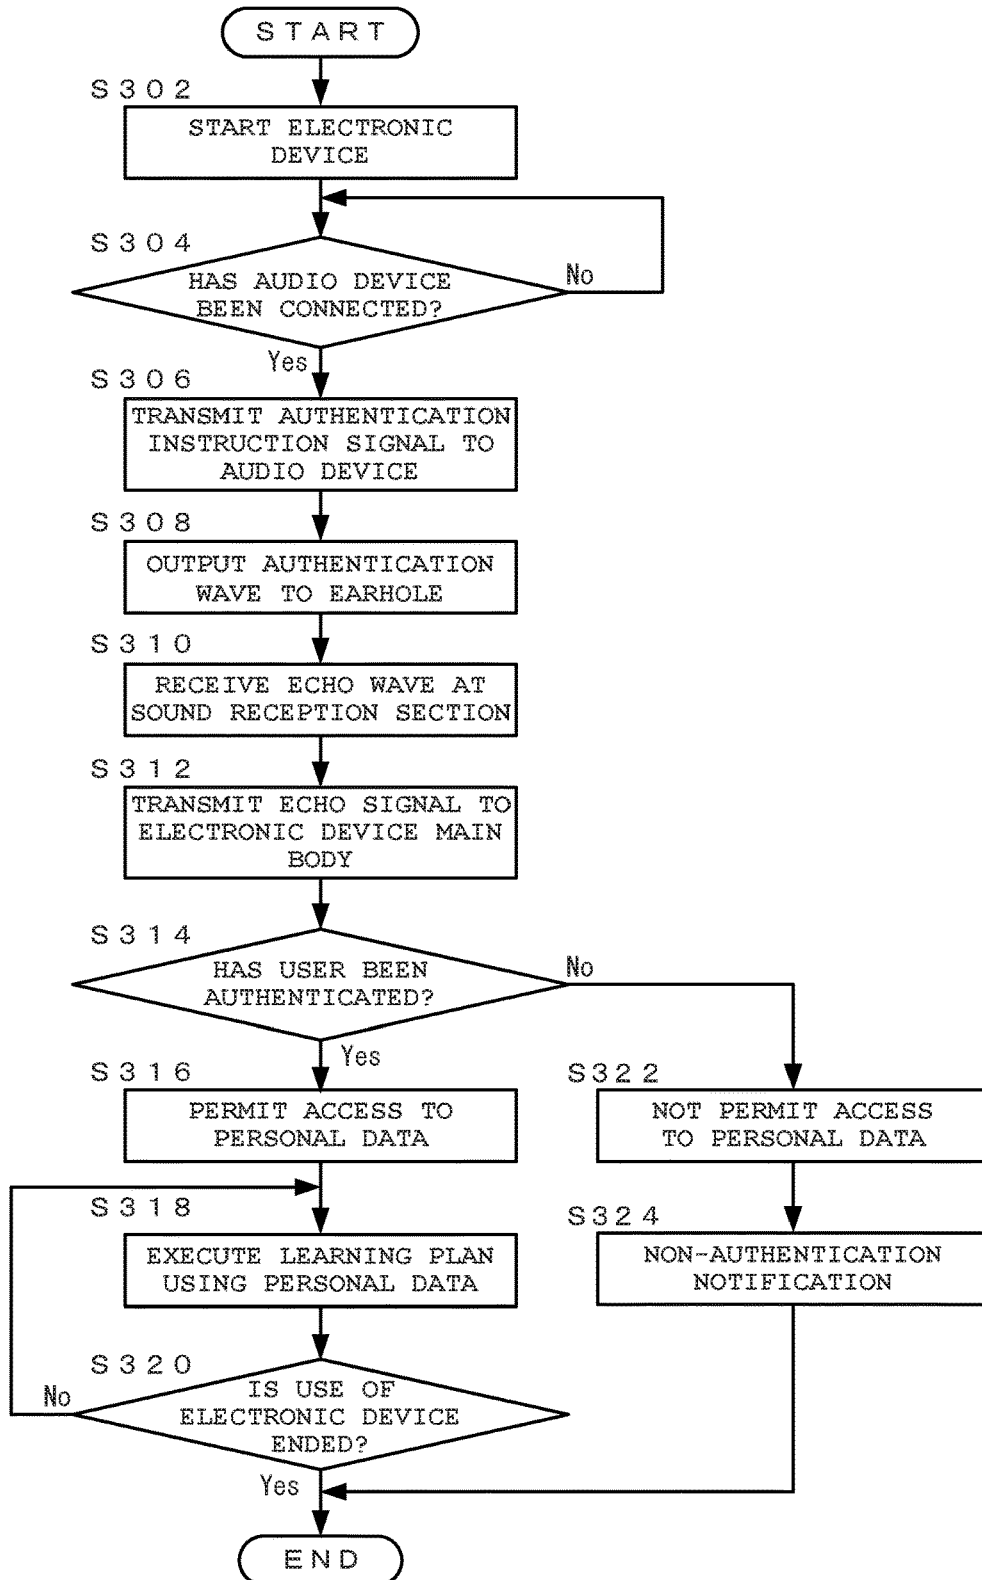 START
S302
START ELECTRONIC
DEVICE
S304
HAS AUDIO DEVICE
BEEN CONNECTED?
No
Yes
S306
TRANSMIT AUTHENTICATION
INSTRUCTION SIGNAL TO
AUDIO DEVICE
S308
OUTPUT AUTHENTICATION
WAVE TO EARHOLE
S310
RECEIVE ECHO WAVE AT
SOUND RECEPTION SECTION
S312
TRANSMIT ECHO SIGNAL TO
ELECTRONIC DEVICE MAIN
BODY
S314
HAS USER BEEN
AUTHENTICATED?
No
Yes
S316
PERMIT ACCESS TO
PERSONAL DATA
S322
NOT PERMIT ACCESS
TO PERSONAL DATA
S318
EXECUTE LEARNING PLAN
USING PERSONAL DATA
S324
NON-AUTHENTICATION
NOTIFICATION
S320
IS USE OF
ELECTRONIC DEVICE
ENDED?
No
Yes
END